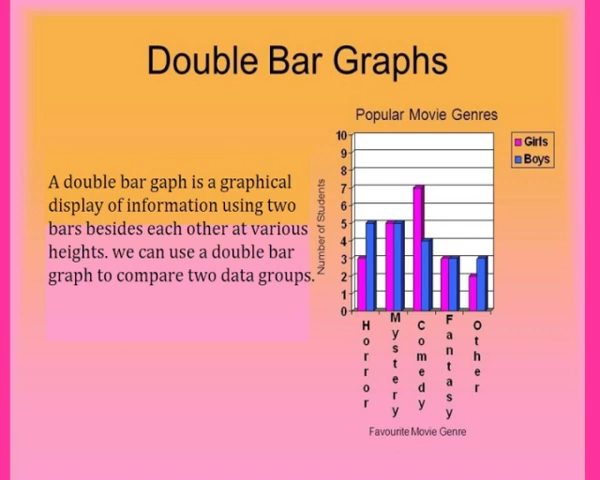 Double Bar Graphs
A double bar gaph is a graphical
display of information using two
bars besides each other at various
heights. we can use a double bar
graph to compare two data groups.
Popular Movie Genres
Girls
Boys
Number of Students
10
9
8
7
6
5
4
3
2
1
0
Horror
Mystery
Comedy
Fantasy
Other
Favourite Movie Genre